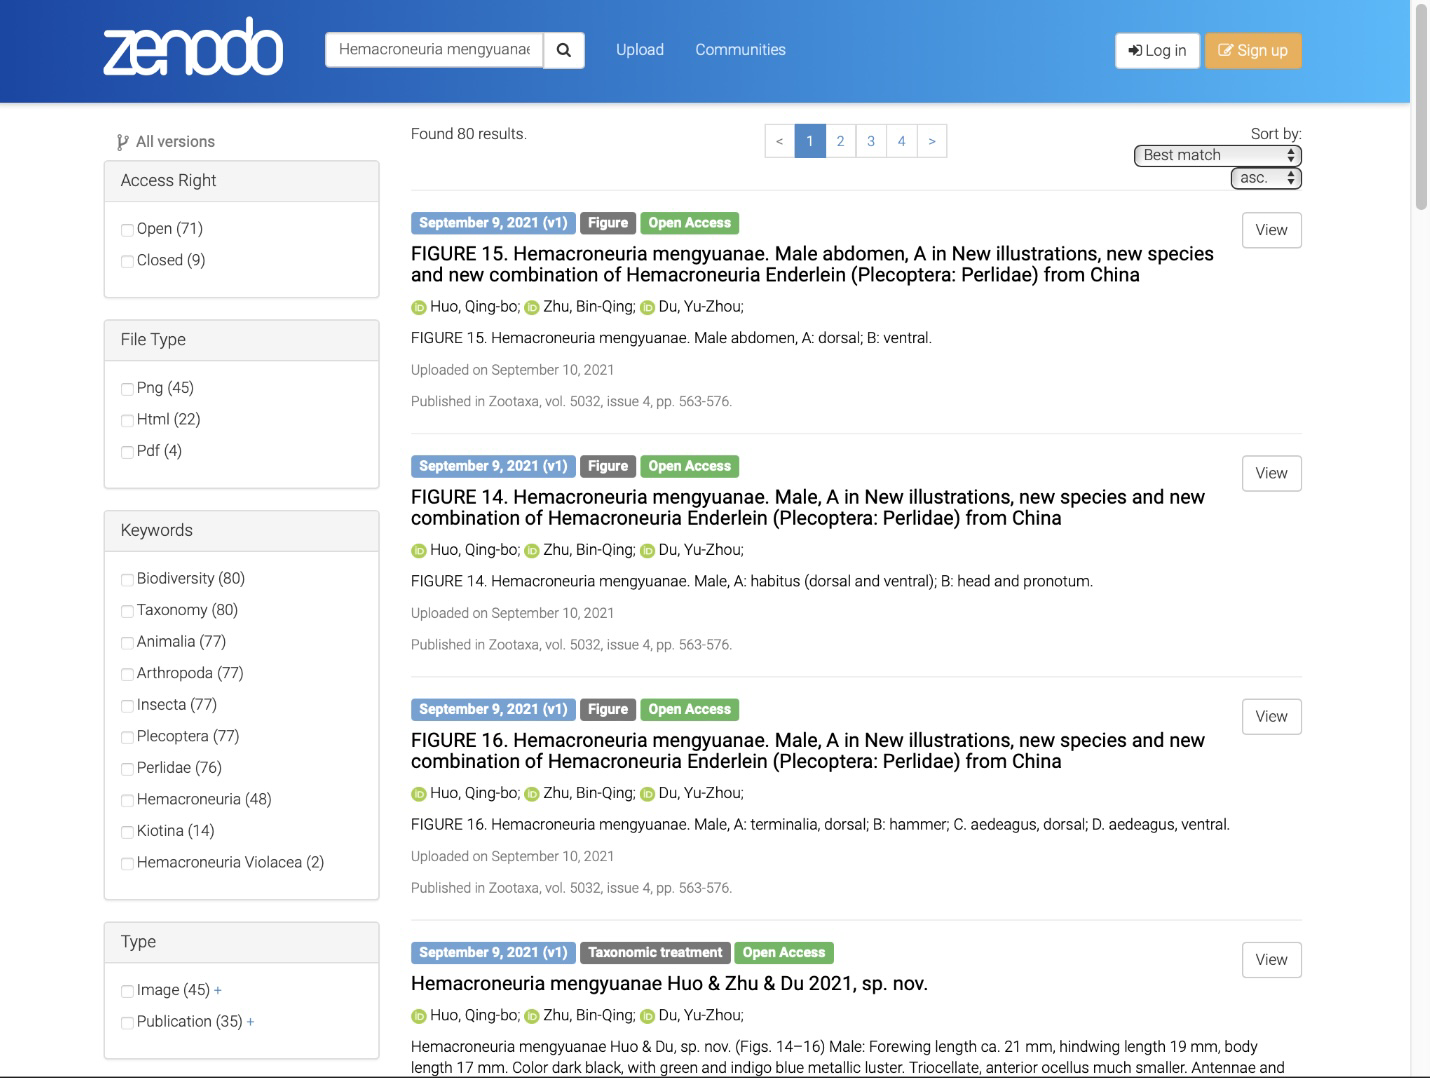 zenodo
Hemacroneuria mengyuanae
Upload
Communities
Log in
Sign up
All versions
Access Right
Open (71)
Closed (9)
File Type
Png (45)
Html (22)
Pdf (4)
Keywords
Biodiversity (80)
Taxonomy (80)
Animalia (77)
Arthropoda (77)
Insecta (77)
Plecoptera (77)
Perlidae (76)
Hemacroneuria (48)
Kiotina (14)
Hemacroneuria Violacea (2)
Type
Image (45) +
Publication (35) +
Found 80 results.
< 1 2 3 4 >
Sort by:
Best match
asc.
September 9, 2021 (v1) Figure Open Access
View
FIGURE 15. Hemacroneuria mengyuanae. Male abdomen, A in New illustrations, new species
and new combination of Hemacroneuria Enderlein (Plecoptera: Perlidae) from China
iD Huo, Qing-bo; iD Zhu, Bin-Qing; iD Du, Yu-Zhou;
FIGURE 15. Hemacroneuria mengyuanae. Male abdomen, A: dorsal; B: ventral.
Uploaded on September 10, 2021
Published in Zootaxa, vol. 5032, issue 4, pp. 563-576.
September 9, 2021 (v1) Figure Open Access
View
FIGURE 14. Hemacroneuria mengyuanae. Male, A in New illustrations, new species and new
combination of Hemacroneuria Enderlein (Plecoptera: Perlidae) from China
iD Huo, Qing-bo; iD Zhu, Bin-Qing; iD Du, Yu-Zhou;
FIGURE 14. Hemacroneuria mengyuanae. Male, A: habitus (dorsal and ventral); B: head and pronotum.
Uploaded on September 10, 2021
Published in Zootaxa, vol. 5032, issue 4, pp. 563-576.
September 9, 2021 (v1) Figure Open Access
View
FIGURE 16. Hemacroneuria mengyuanae. Male, A in New illustrations, new species and new
combination of Hemacroneuria Enderlein (Plecoptera: Perlidae) from China
iD Huo, Qing-bo; iD Zhu, Bin-Qing; iD Du, Yu-Zhou;
FIGURE 16. Hemacroneuria mengyuanae. Male, A: terminalia, dorsal; B: hammer; C. aedeagus, dorsal; D. aedeagus, ventral.
Uploaded on September 10, 2021
Published in Zootaxa, vol. 5032, issue 4, pp. 563-576.
September 9, 2021 (v1) Taxonomic treatment Open Access
View
Hemacroneuria mengyuanae Huo & Zhu & Du 2021, sp. nov.
iD Huo, Qing-bo; iD Zhu, Bin-Qing; iD Du, Yu-Zhou;
Hemacroneuria mengyuanae Huo & Du, sp. nov. (Figs. 14–16) Male: Forewing length ca. 21 mm, hindwing length 19 mm, body
length 17 mm. Color dark black, with green and indigo blue metallic luster. Triocellate, anterior ocellus much smaller. Antennae and